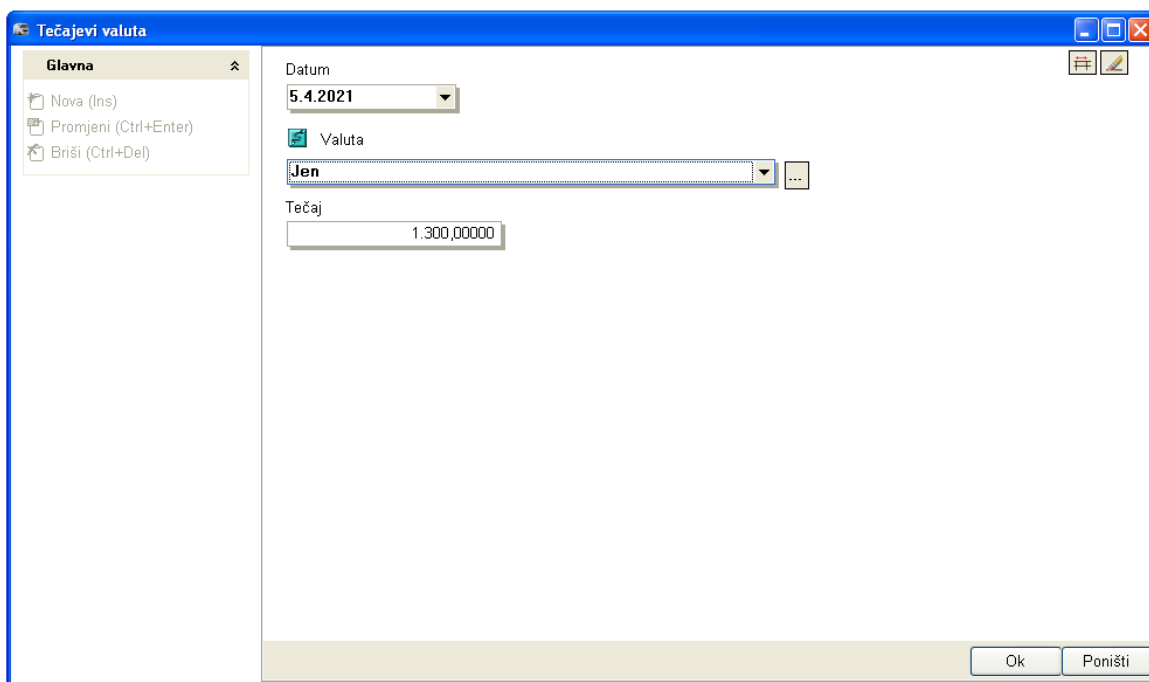 Tečajevi valuta
Glavna
Nova (Ins)
Promjeni (Ctrl+Enter)
Briši (Ctrl+Del)
Datum
5.4.2021
Valuta
Jen
...
Tečaj
1.300,00000
Ok
Poništi